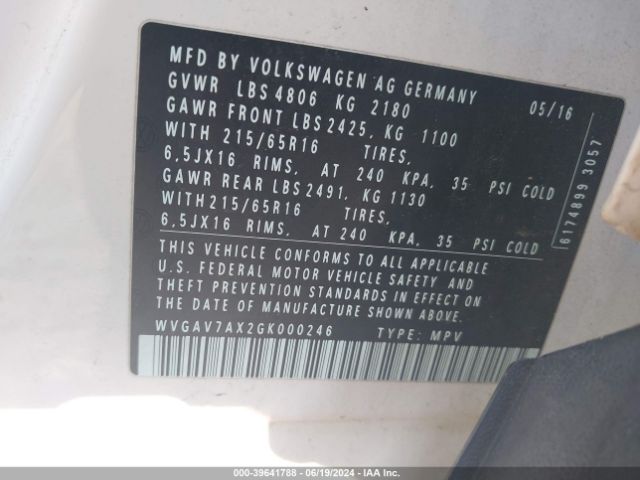 MFD BY VOLKSWAGEN AG GERMANY
GVWR LBS 4806 KG 2180 05/16
GAWR FRONT LBS 2425, KG 1100
WITH 215/65R16 TIRES,
6,5JX16 RIMS, AT 240 KPA, 35 PSI COLD
GAWR REAR LBS 2491, KG 1130
WITH 215/65R16 TIRES,
6,5JX16 RIMS, AT 240 KPA, 35 PSI COLD
THIS VEHICLE CONFORMS TO ALL APPLICABLE
U.S. FEDERAL MOTOR VEHICLE SAFETY AND
THEFT PREVENTION STANDARDS IN EFFECT ON
THE DATE OF MANUFACTURE SHOWN ABOVE.
WVGAV7AX2GK000246 TYPE: MPV
6174899 3057
000-39641788 - 06/19/2024 - IAA Inc.